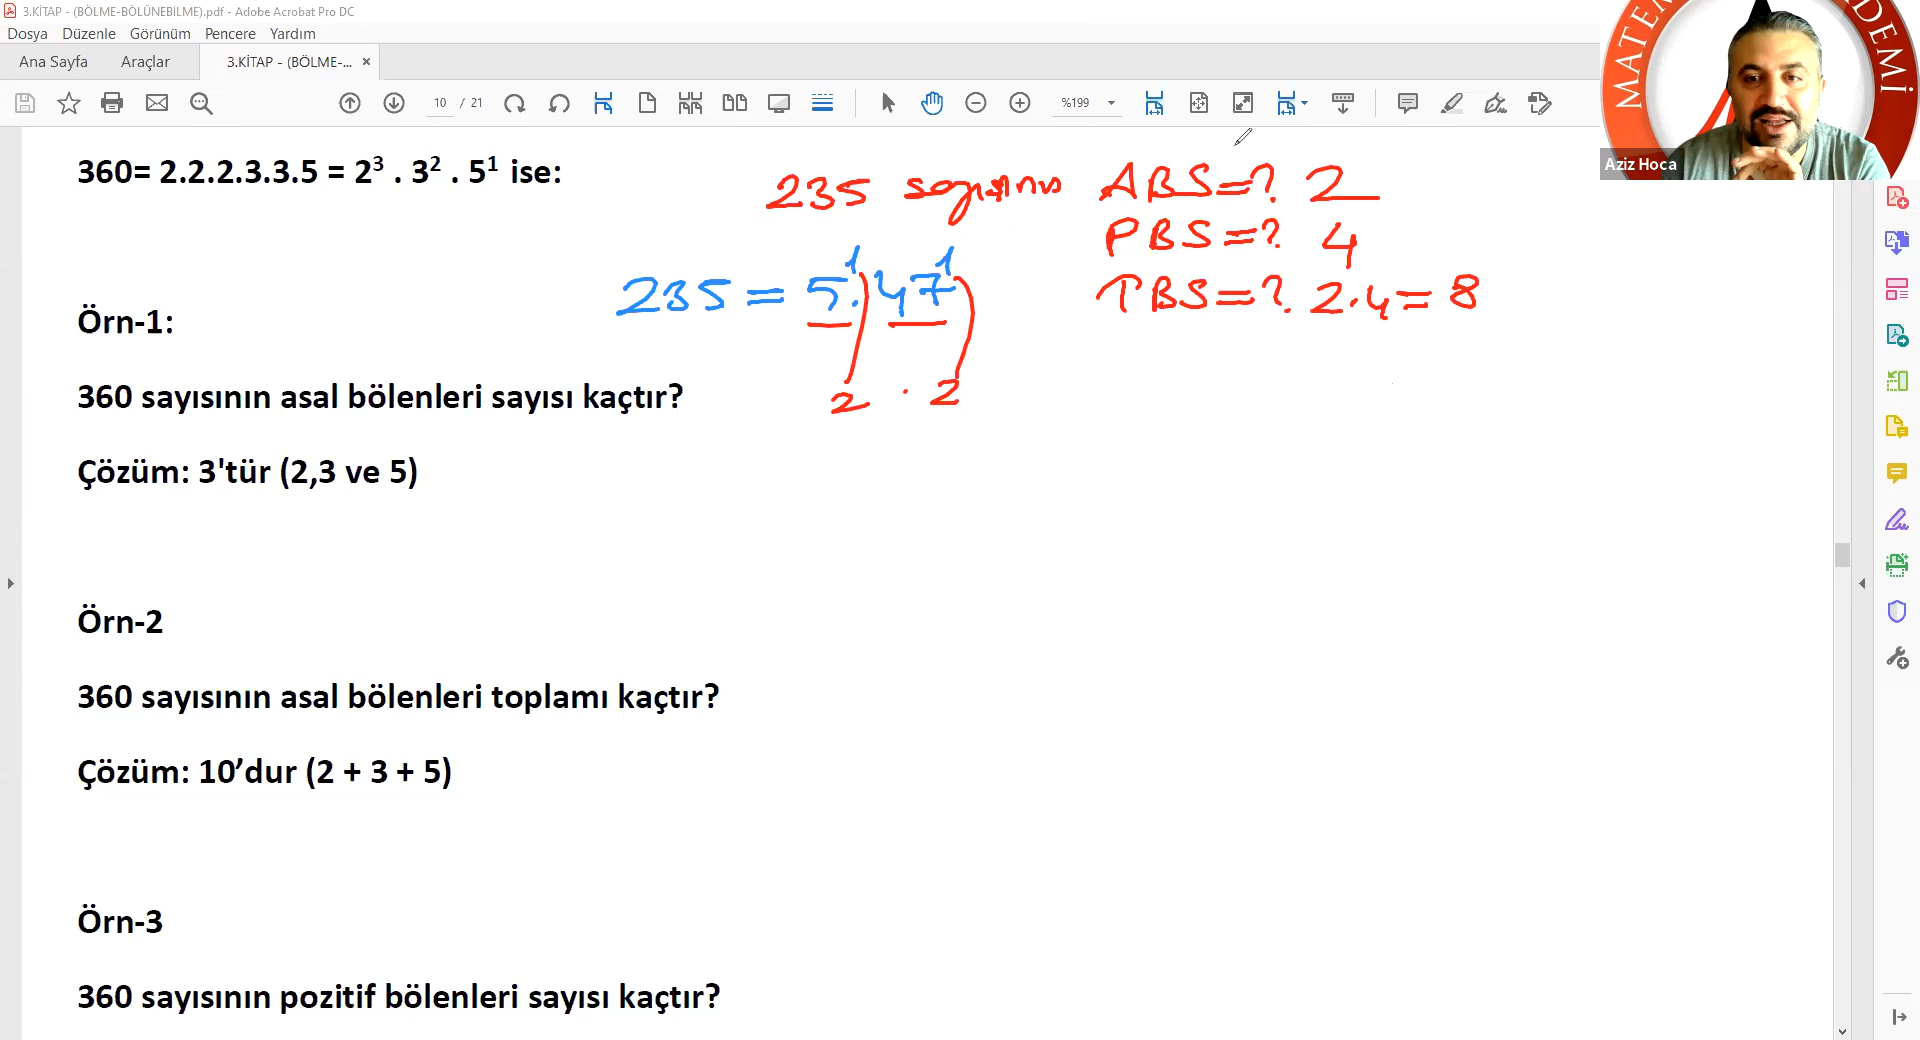 3.KİTAP - (BÖLME-BÖLÜNEBİLME).pdf - Adobe Acrobat Pro DC
Dosya Düzenle Görünüm Pencere Yardım
Ana Sayfa Araçlar 3.KİTAP - (BÖLME-... ×
10 / 21 %199
MATEM
DEMİ
Aziz Hoca
360= 2.2.2.3.3.5 = 2³ . 3² . 5¹ ise:
235 sayısının ABS=? 2
PBS=? 4
235 = 5¹.47¹
TBS=? 2.4=8
2 . 2
Örn-1:
360 sayısının asal bölenleri sayısı kaçtır?
Çözüm: 3'tür (2,3 ve 5)
Örn-2
360 sayısının asal bölenleri toplamı kaçtır?
Çözüm: 10’dur (2 + 3 + 5)
Örn-3
360 sayısının pozitif bölenleri sayısı kaçtır?